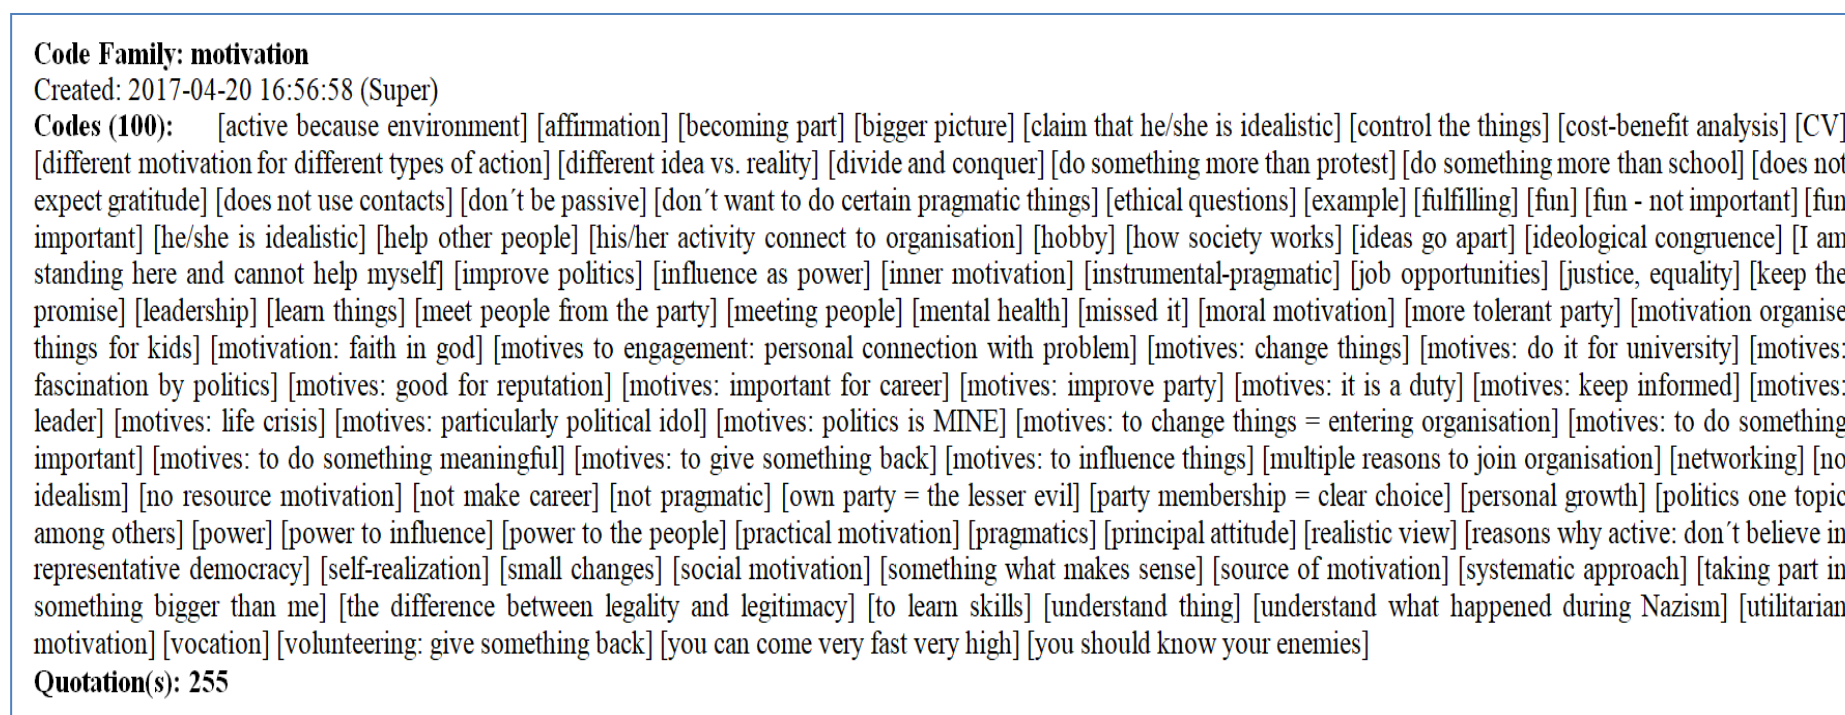 Code Family: motivation
Created: 2017-04-20 16:56:58 (Super)
Codes (100): [active because environment] [affirmation] [becoming part] [bigger picture] [claim that he/she is idealistic] [control the things] [cost-benefit analysis] [CV]
[different motivation for different types of action] [different idea vs. reality] [divide and conquer] [do something more than protest] [do something more than school] [does not
expect gratitude] [does not use contacts] [don´t be passive] [don´t want to do certain pragmatic things] [ethical questions] [example] [fulfilling] [fun] [fun - not important] [fun
important] [he/she is idealistic] [help other people] [his/her activity connect to organisation] [hobby] [how society works] [ideas go apart] [ideological congruence] [I am
standing here and cannot help myself] [improve politics] [influence as power] [inner motivation] [instrumental-pragmatic] [job opportunities] [justice, equality] [keep the
promise] [leadership] [learn things] [meet people from the party] [meeting people] [mental health] [missed it] [moral motivation] [more tolerant party] [motivation organise
things for kids] [motivation: faith in god] [motives to engagement: personal connection with problem] [motives: change things] [motives: do it for university] [motives:
fascination by politics] [motives: good for reputation] [motives: important for career] [motives: improve party] [motives: it is a duty] [motives: keep informed] [motives:
leader] [motives: life crisis] [motives: particularly political idol] [motives: politics is MINE] [motives: to change things = entering organisation] [motives: to do something
important] [motives: to do something meaningful] [motives: to give something back] [motives: to influence things] [multiple reasons to join organisation] [networking] [no
idealism] [no resource motivation] [not make career] [not pragmatic] [own party = the lesser evil] [party membership = clear choice] [personal growth] [politics one topic
among others] [power] [power to influence] [power to the people] [practical motivation] [pragmatics] [principal attitude] [realistic view] [reasons why active: don´t believe in
representative democracy] [self-realization] [small changes] [social motivation] [something what makes sense] [source of motivation] [systematic approach] [taking part in
something bigger than me] [the difference between legality and legitimacy] [to learn skills] [understand thing] [understand what happened during Nazism] [utilitarian
motivation] [vocation] [volunteering: give something back] [you can come very fast very high] [you should know your enemies]
Quotation(s): 255